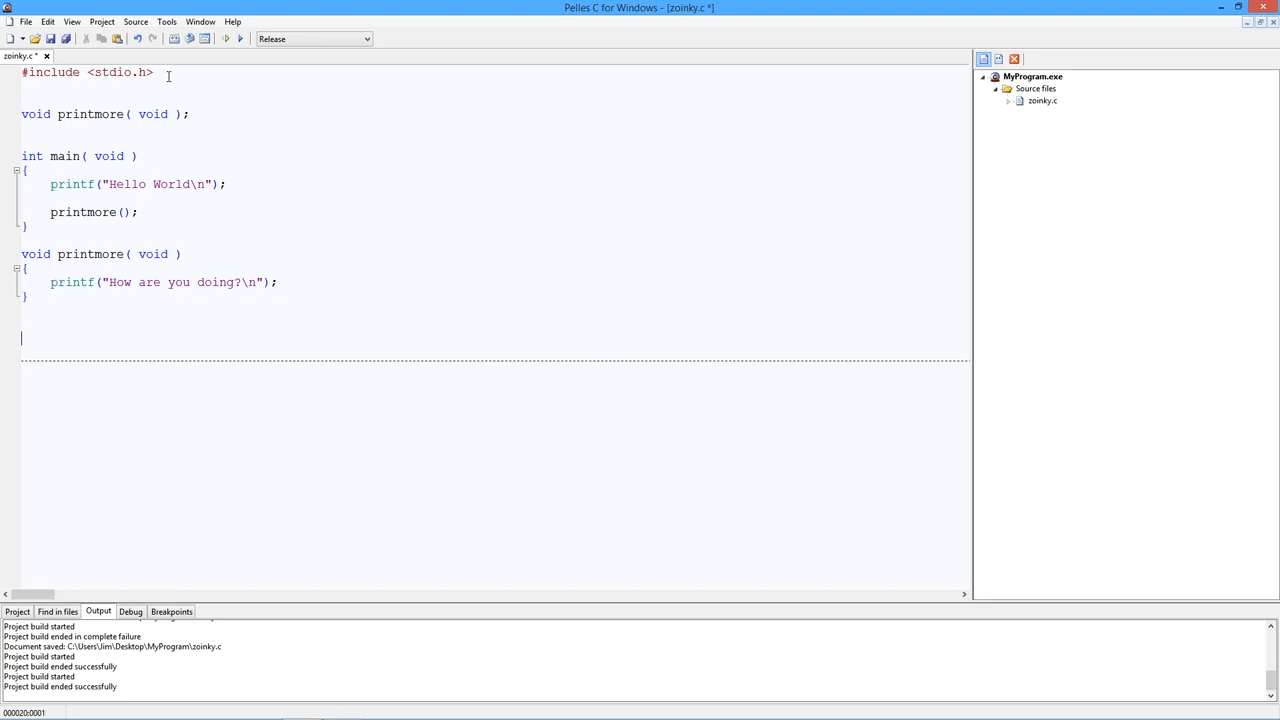 Pelles C for Windows - [zoinky.c *]
File Edit View Project Source Tools Window Help
Release
zoinky.c *
#include <stdio.h>
void printmore( void );
int main( void )
{
    printf("Hello World\n");
    printmore();
}
void printmore( void )
{
    printf("How are you doing?\n");
}
MyProgram.exe
Source files
zoinky.c
Project Find in files Output Debug Breakpoints
Project build started
Project build ended in complete failure
Document saved: C:\Users\Jim\Desktop\MyProgram\zoinky.c
Project build started
Project build ended successfully
Project build started
Project build ended successfully
000020:0001